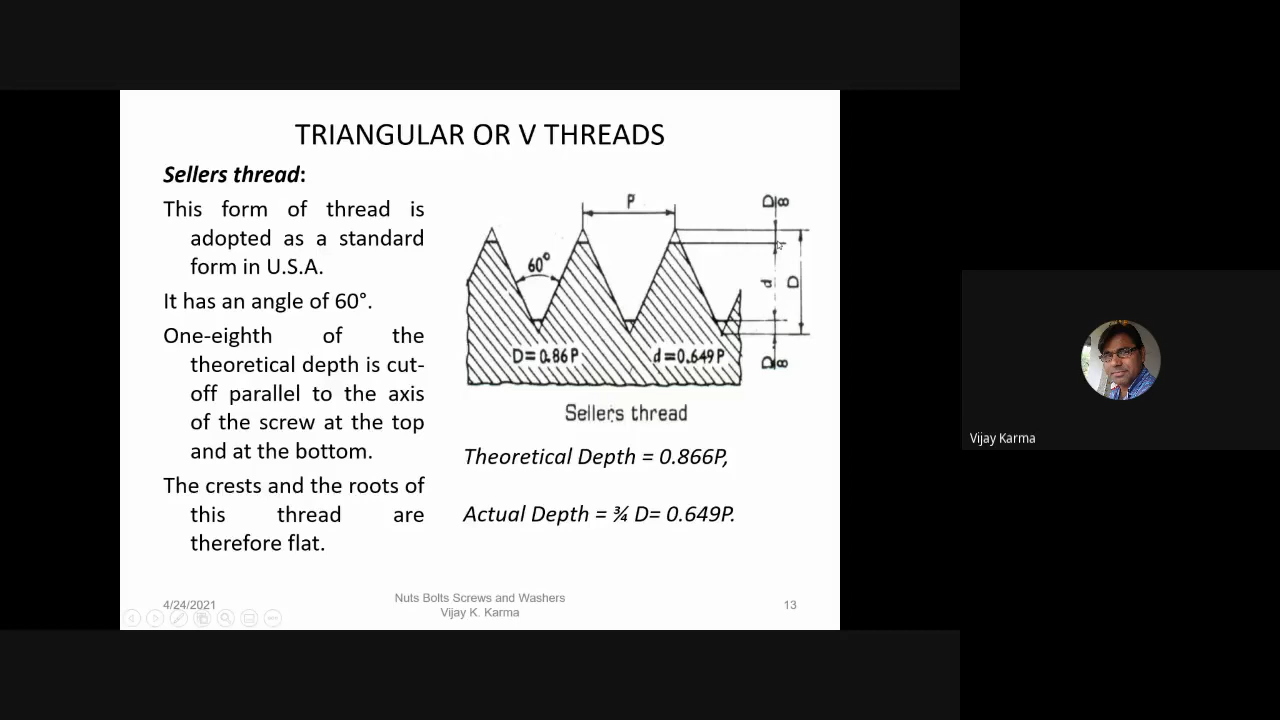 TRIANGULAR OR V THREADS
Sellers thread:
This form of thread is
adopted as a standard
form in U.S.A.
It has an angle of 60°.
One-eighth of the
theoretical depth is cut-
off parallel to the axis
of the screw at the top
and at the bottom.
The crests and the roots of
this thread are
therefore flat.
P
D/8
60°
d
D
D=0.86P
d=0.649P
D/8
Sellers thread
Theoretical Depth = 0.866P,
Actual Depth = ¾ D= 0.649P.
4/24/2021
Nuts Bolts Screws and Washers
Vijay K. Karma
13
Vijay Karma